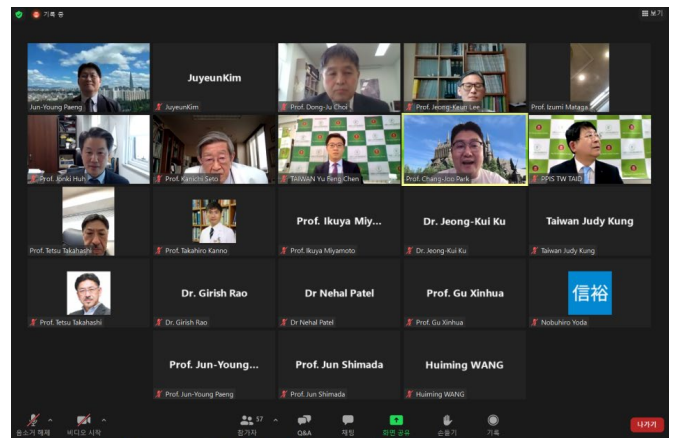 기록 중
보기
Jun-Young Paeng
JuyeunKim
JuyeunKim
Prof. Dong-Ju Choi
Prof. Jeong-Keun Lee
Prof. Izumi Mataga
Prof. Jonki Huh
Prof. Kanichi Seto
TAIWAN Yu Feng Chen
Prof. Chang-Joo Park
PPIS TW TAID
Prof. Tetsu Takahashi
Prof. Takahiro Kanno
Prof. Ikuya Miy...
Prof. Ikuya Miyamoto
Dr. Jeong-Kui Ku
Dr. Jeong-Kui Ku
Taiwan Judy Kung
Taiwan Judy Kung
Prof. Tetsu Takahashi
Dr. Girish Rao
Dr. Girish Rao
Dr Nehal Patel
Dr Nehal Patel
Prof. Gu Xinhua
Prof. Gu Xinhua
信裕
Nobuhiro Yoda
Prof. Jun-Young...
Prof. Jun-Young Paeng
Prof. Jun Shimada
Prof. Jun Shimada
Huiming WANG
Huiming WANG
음소거 해제
비디오 시작
57
참가자
Q&A
채팅
화면 공유
손들기
기록
나가기